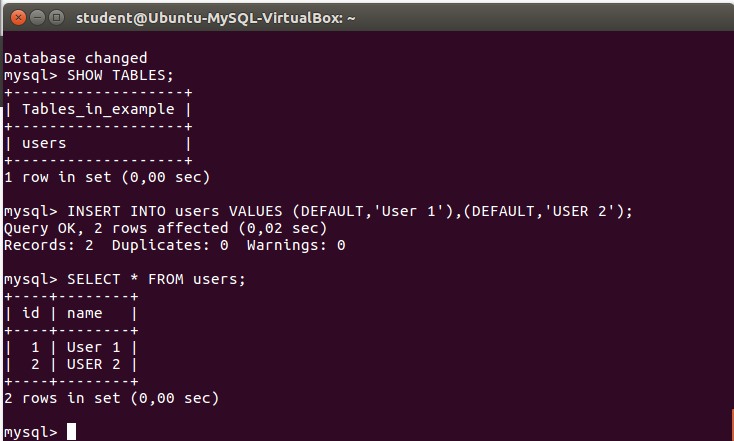 student@Ubuntu-MySQL-VirtualBox: ~
Database changed
mysql> SHOW TABLES;
+-------------------+
| Tables_in_example |
+-------------------+
| users             |
+-------------------+
1 row in set (0,00 sec)
mysql> INSERT INTO users VALUES (DEFAULT,'User 1'),(DEFAULT,'USER 2');
Query OK, 2 rows affected (0,02 sec)
Records: 2  Duplicates: 0  Warnings: 0
mysql> SELECT * FROM users;
+----+--------+
| id | name   |
+----+--------+
|  1 | User 1 |
|  2 | USER 2 |
+----+--------+
2 rows in set (0,00 sec)
mysql>